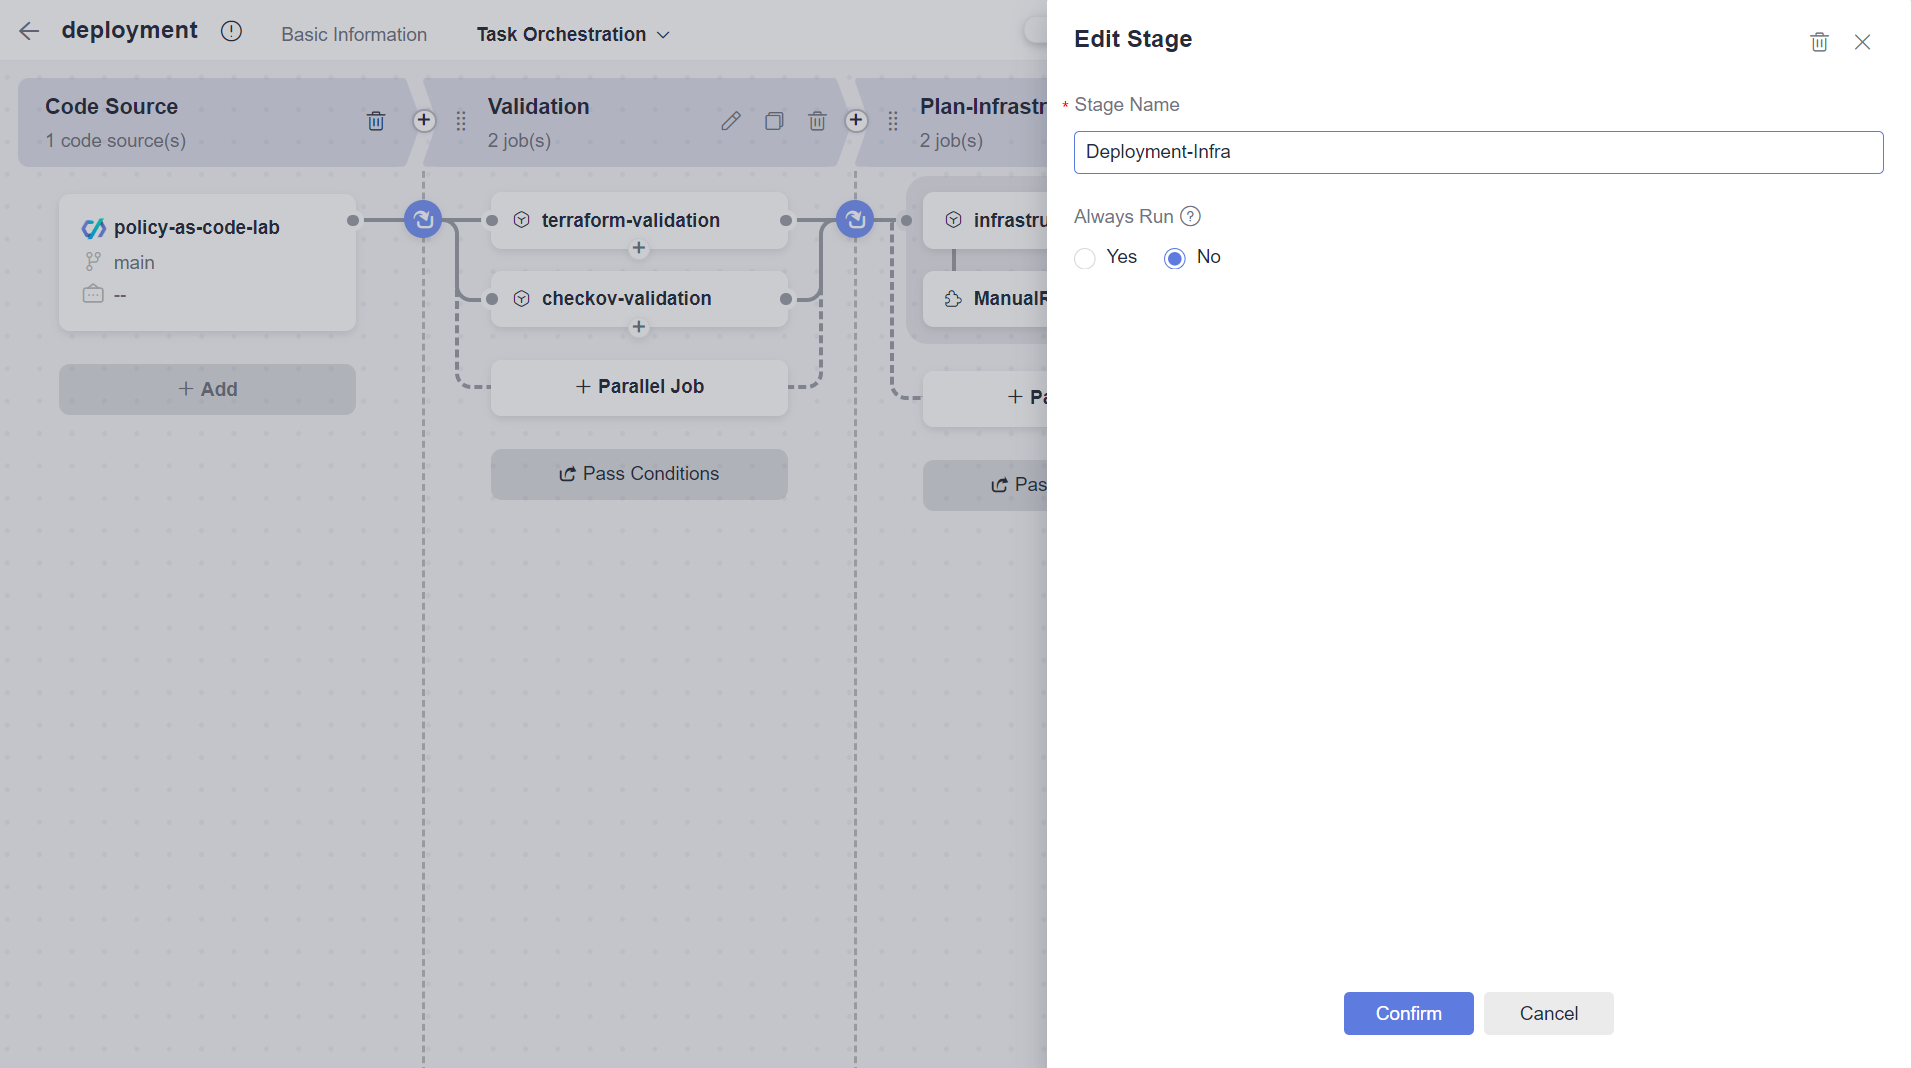 deployment
Basic Information
Task Orchestration
Code Source
1 code source(s)
Validation
2 job(s)
Plan-Infrastr
2 job(s)
policy-as-code-lab
main
--
+ Add
terraform-validation
+
checkov-validation
+
+ Parallel Job
Pass Conditions
infrastru
ManualR
+ Pa
Pas
Edit Stage
* Stage Name
Deployment-Infra
Always Run ?
Yes
No
Confirm
Cancel